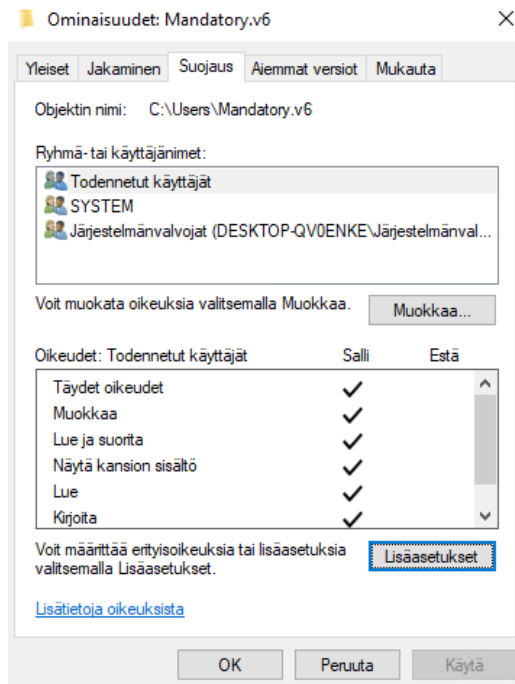 Ominaisuudet: Mandatory.v6
Yleiset Jakaminen Suojaus Aiemmat versiot Mukauta
Objektin nimi: C:\Users\Mandatory.v6
Ryhmä- tai käyttäjänimet:
Todennetut käyttäjät
SYSTEM
Järjestelmänvalvojat (DESKTOP-QV0ENKE\Järjestelmänval...
Voit muokata oikeuksia valitsemalla Muokkaa. Muokkaa...
Oikeudet: Todennetut käyttäjät Salli Estä
Täydet oikeudet
Muokkaa
Lue ja suorita
Näytä kansion sisältö
Lue
Kirjoita
Voit määrittää erityisoikeuksia tai lisäasetuksia
valitsemalla Lisäasetukset. Lisäasetukset
Lisätietoja oikeuksista
OK Peruuta Käytä